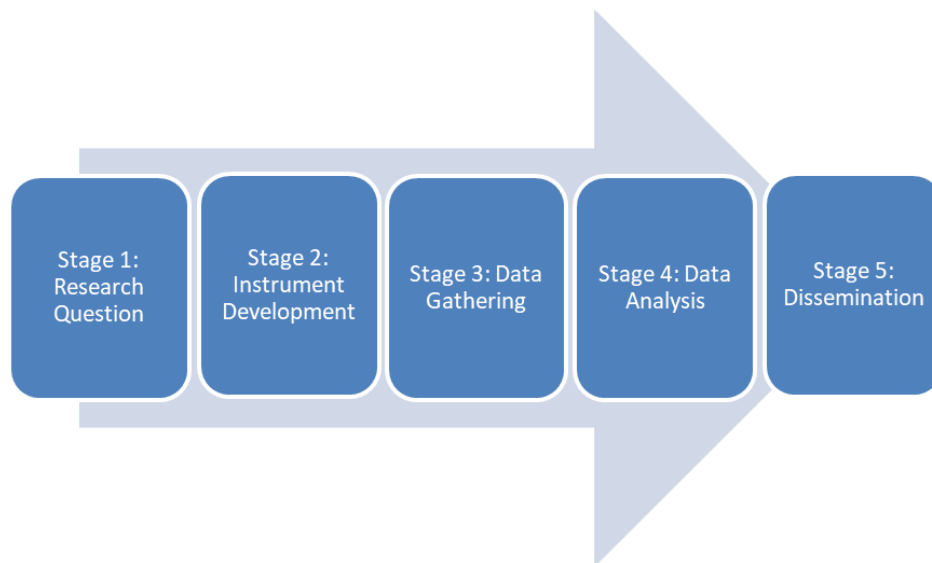 Stage 1:
Research
Question
Stage 2:
Instrument
Development
Stage 3: Data
Gathering
Stage 4: Data
Analysis
Stage 5:
Dissemination